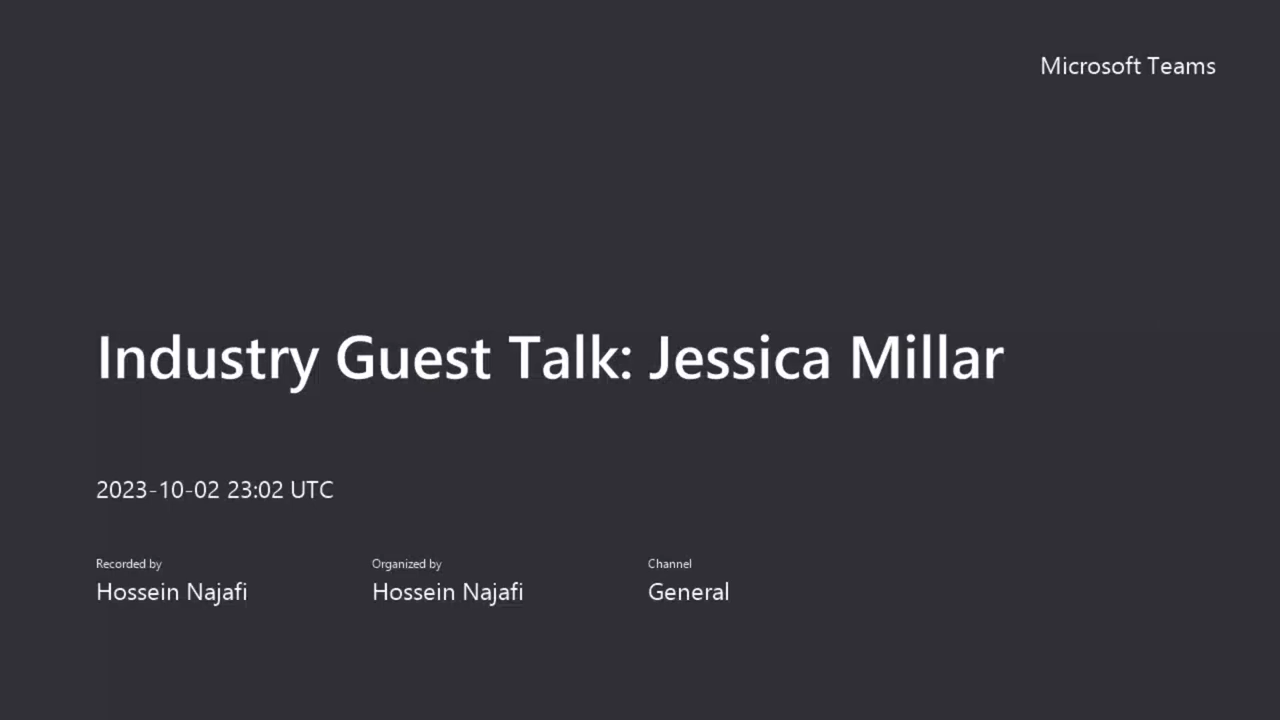 Microsoft Teams
Industry Guest Talk: Jessica Millar
2023-10-02 23:02 UTC
Recorded by
Hossein Najafi
Organized by
Hossein Najafi
Channel
General